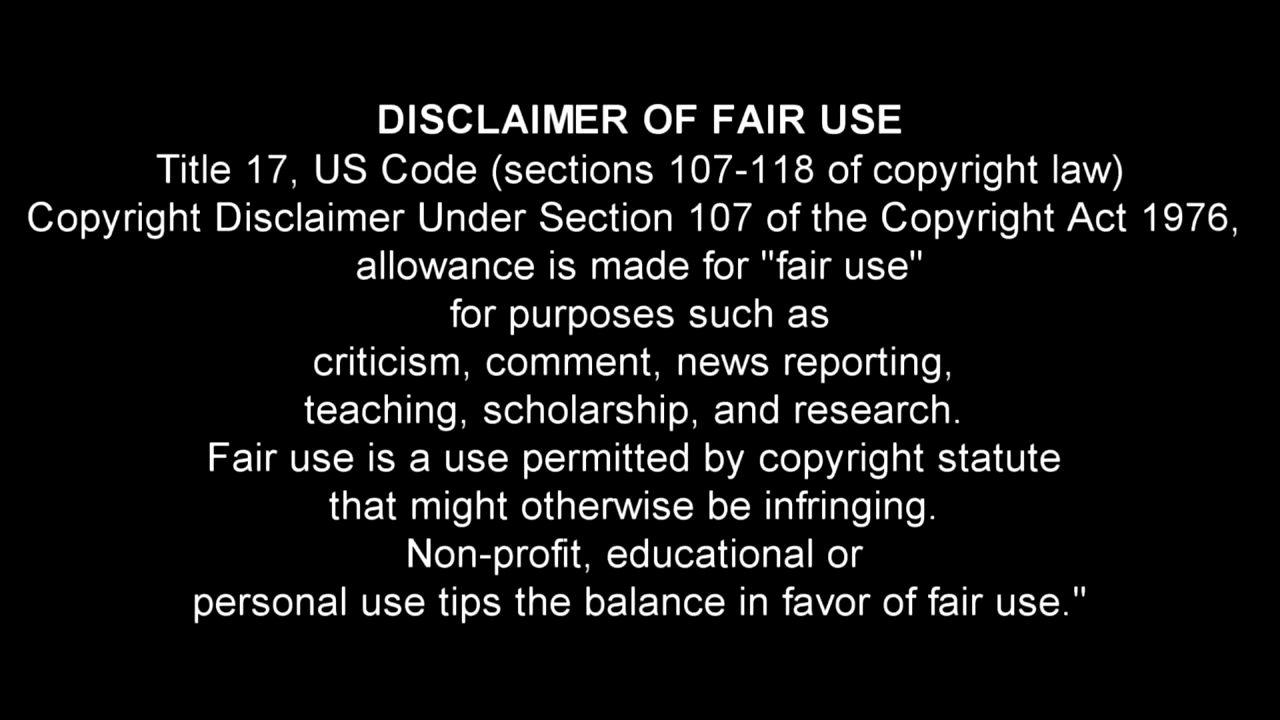 DISCLAIMER OF FAIR USE
Title 17, US Code (sections 107-118 of copyright law)
Copyright Disclaimer Under Section 107 of the Copyright Act 1976,
allowance is made for "fair use"
for purposes such as
criticism, comment, news reporting,
teaching, scholarship, and research.
Fair use is a use permitted by copyright statute
that might otherwise be infringing.
Non-profit, educational or
personal use tips the balance in favor of fair use."